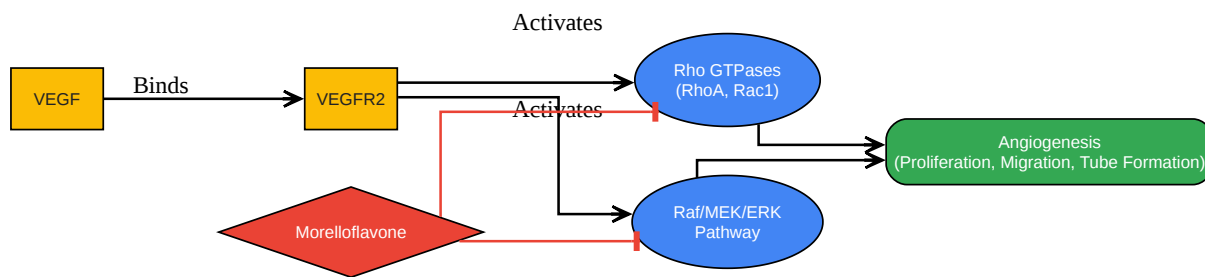 Activates
Rho GTPases
(RhoA, Rac1)
VEGF
Binds
VEGFR2
Activates
Angiogenesis
(Proliferation, Migration, Tube Formation)
Morelloflavone
Raf/MEK/ERK
Pathway